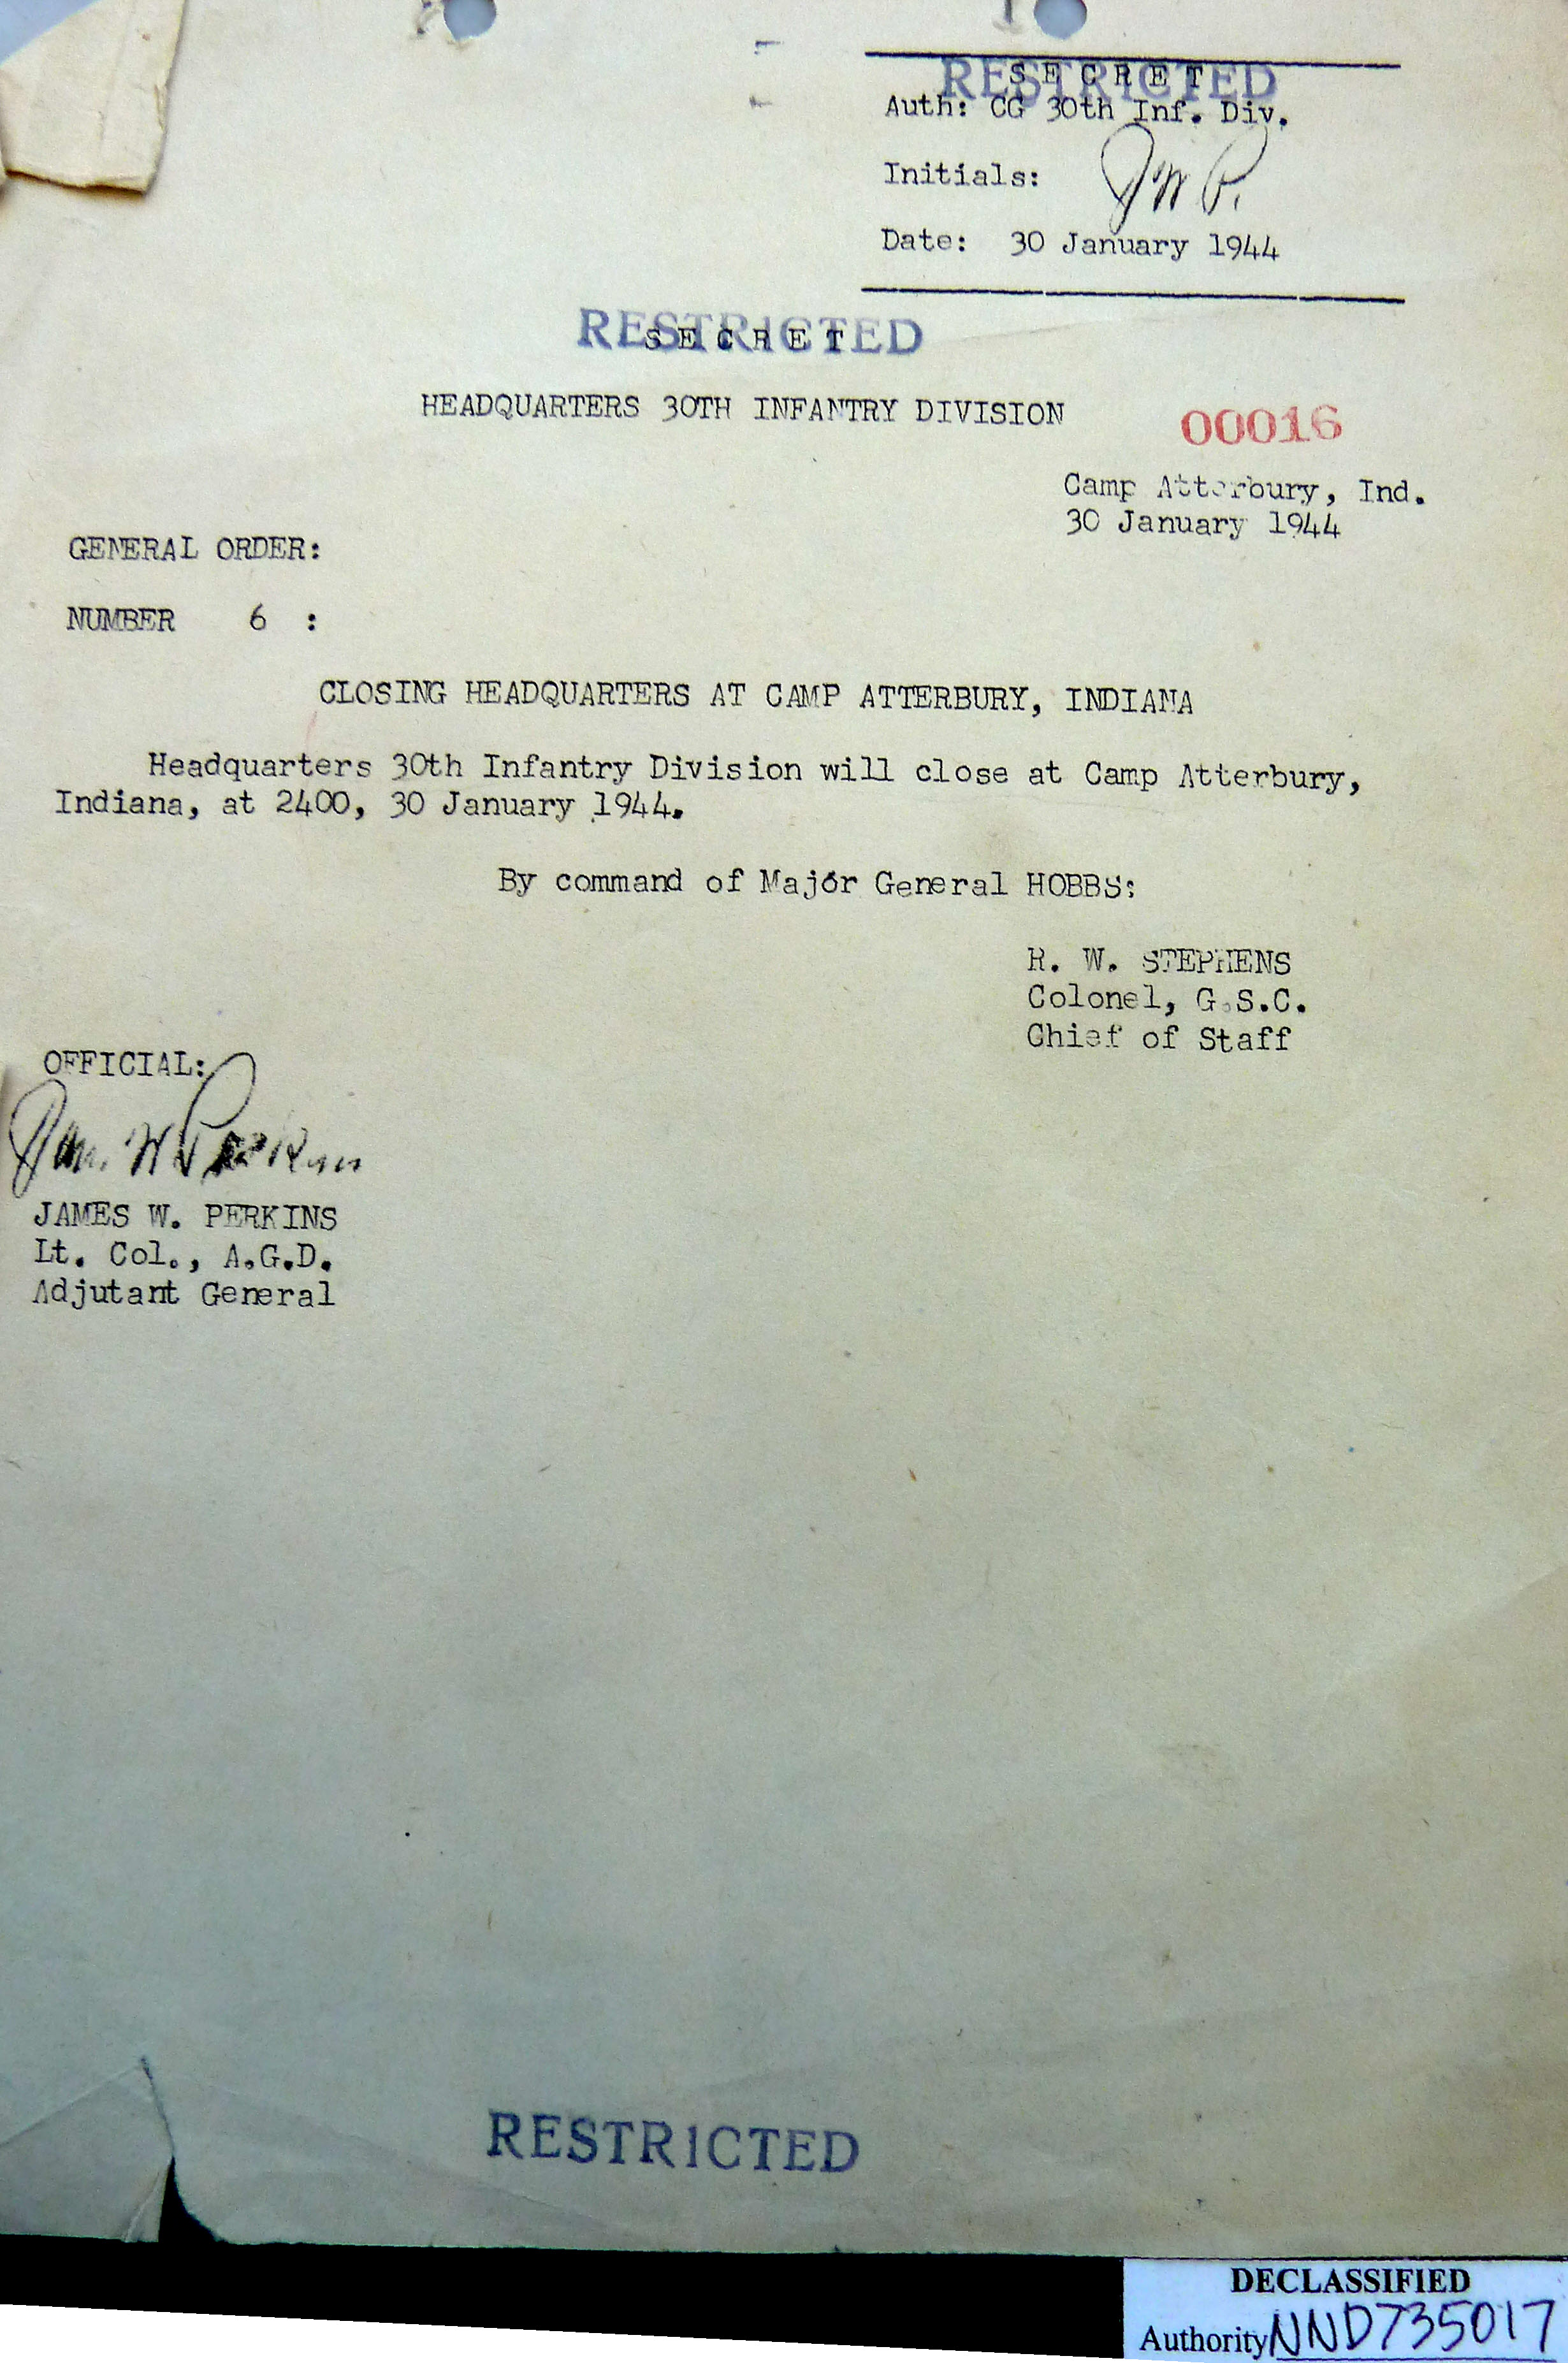 SECRET
RESTRICTED
Auth: CG 30th Inf. Div.
Initials: JWP.
Date: 30 January 1944
RESTRICTED
SECRET
HEADQUARTERS 30TH INFANTRY DIVISION
00016
Camp Atterbury, Ind.
30 January 1944
GENERAL ORDER:
NUMBER 6 :
CLOSING HEADQUARTERS AT CAMP ATTERBURY, INDIANA
Headquarters 30th Infantry Division will close at Camp Atterbury,
Indiana, at 2400, 30 January 1944.
By command of Major General HOBBS:
R. W. STEPHENS
Colonel, G.S.C.
Chief of Staff
OFFICIAL:
Jam. W Perkins
JAMES W. PERKINS
Lt. Col., A.G.D.
Adjutant General
RESTRICTED
DECLASSIFIED
Authority NND735017